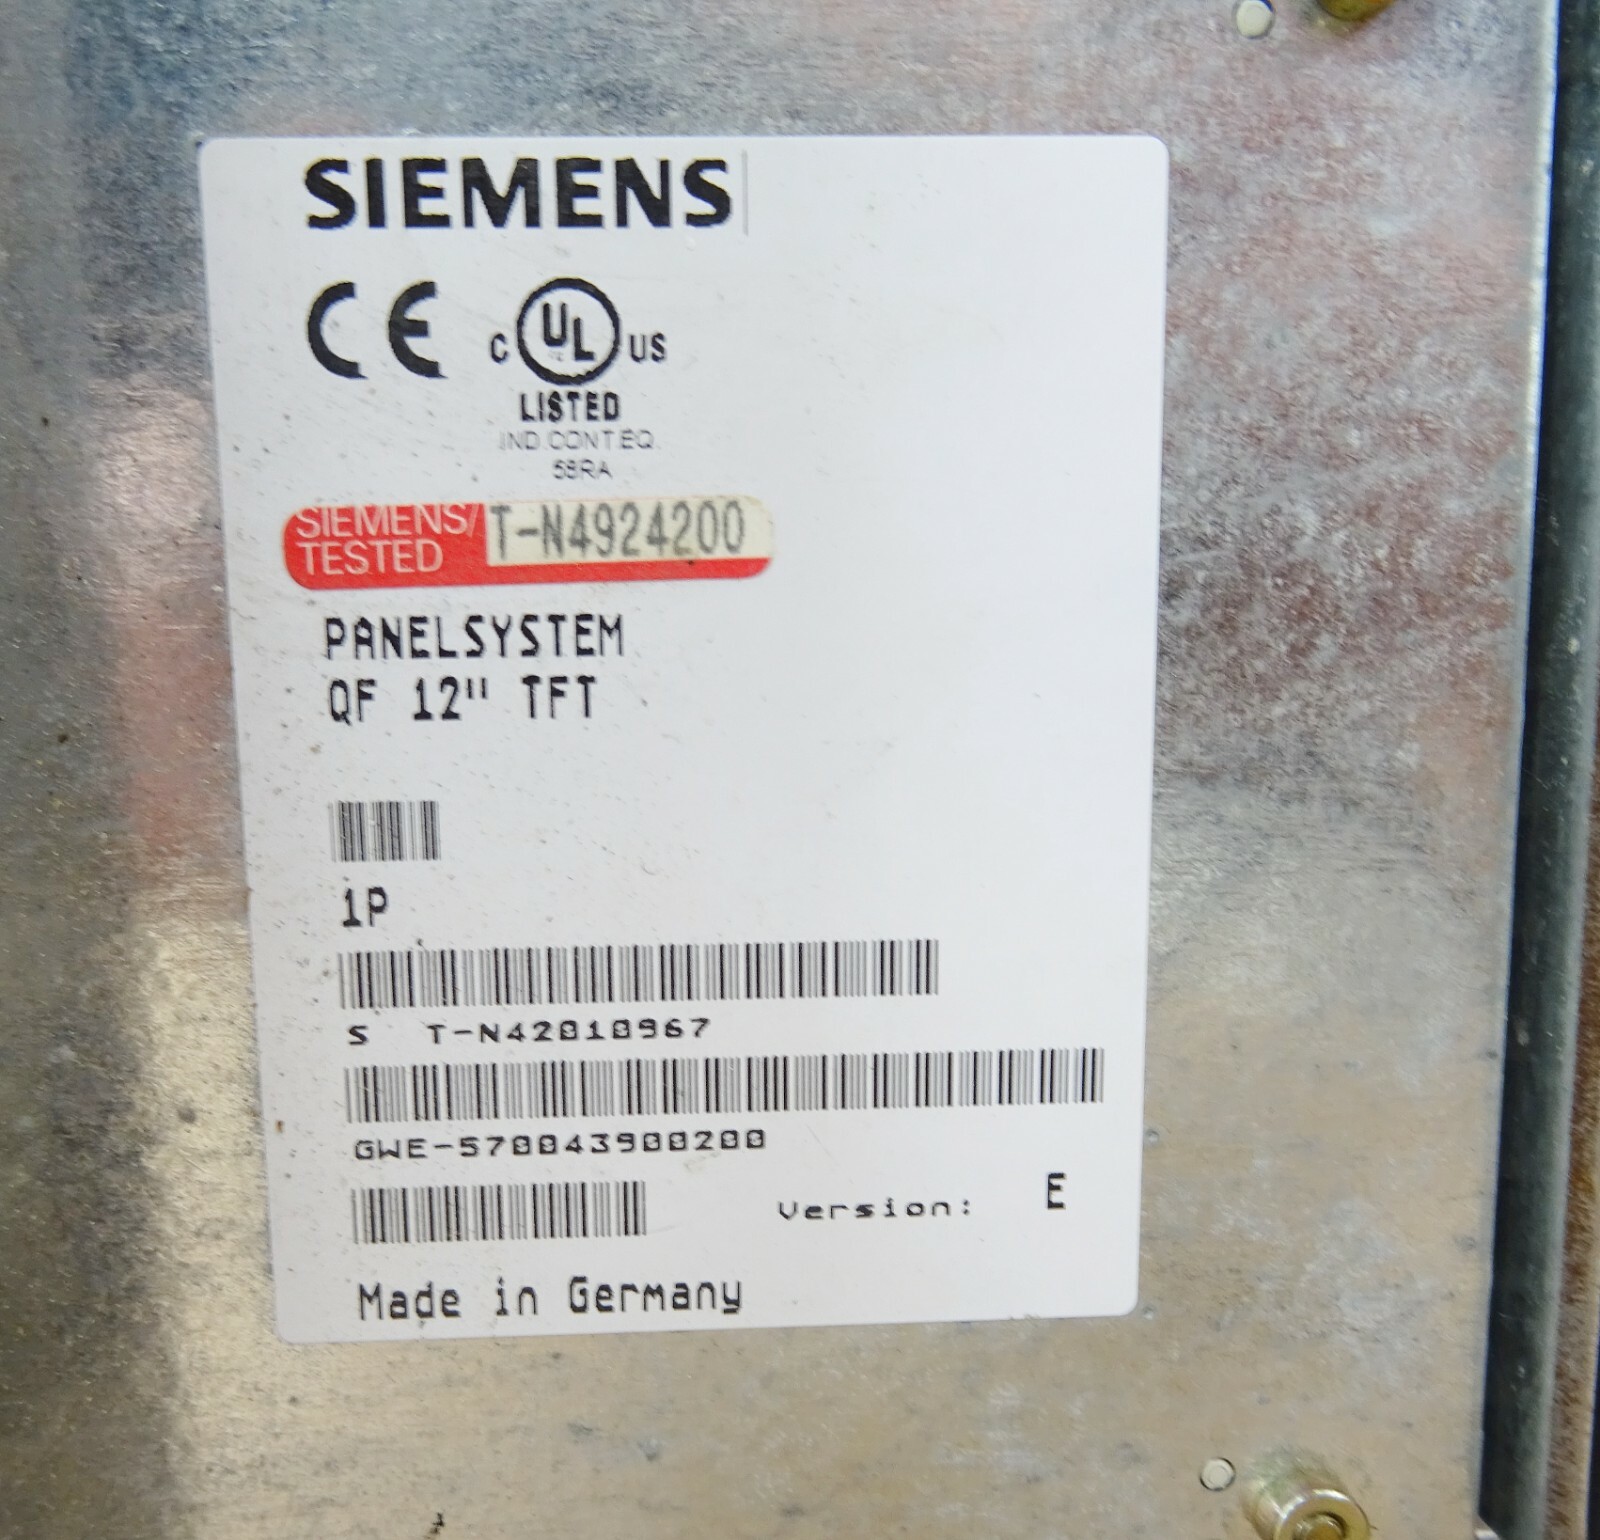 SIEMENS
CE C UL US
LISTED
IND.CONT.EQ.
58RA
SIEMENS/
TESTED T-N4924200
PANELSYSTEM
QF 12" TFT
1P
S T-N42010967
GWE-570043900200
Version: E
Made in Germany